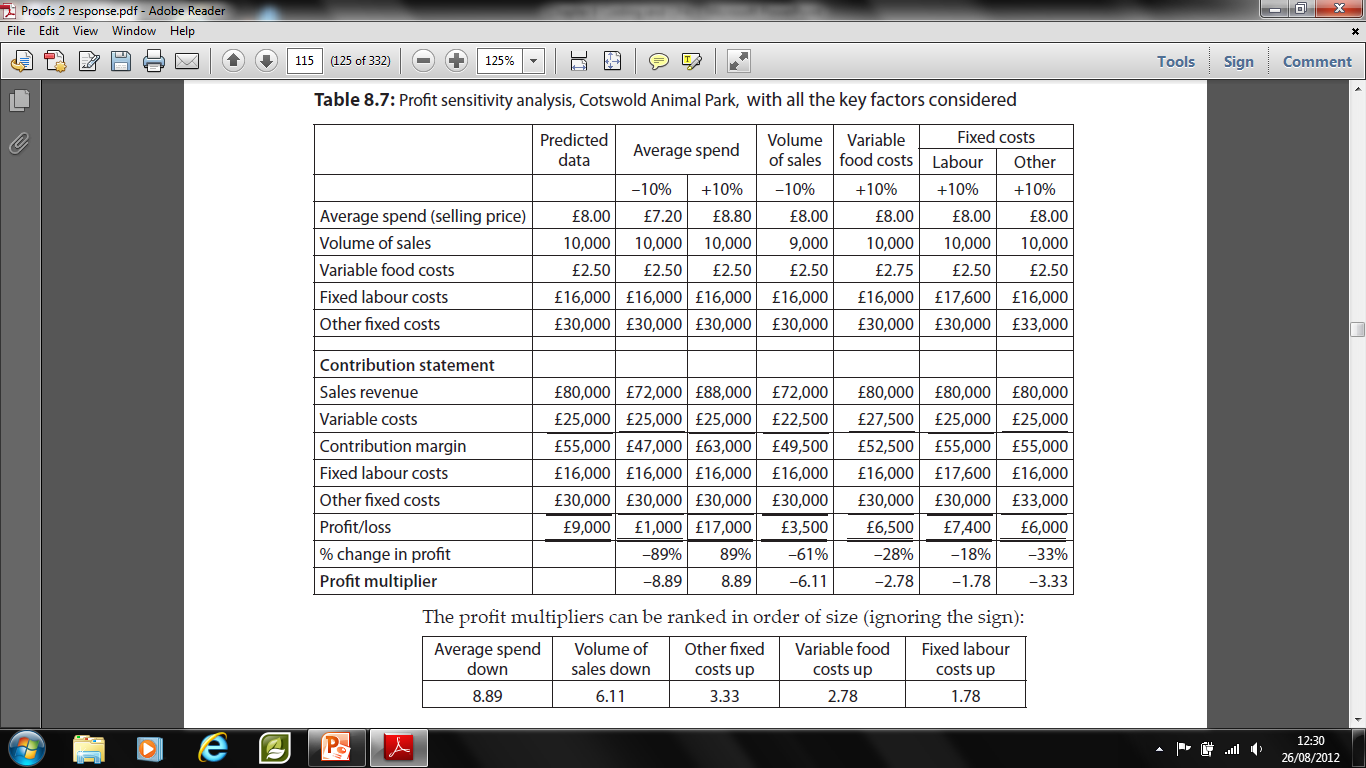 Proofs 2 response.pdf - Adobe Reader
File Edit View Window Help
115 (125 of 332) 125% Tools Sign Comment
Table 8.7: Profit sensitivity analysis, Cotswold Animal Park, with all the key factors considered
Predicted data Average spend Volume of sales Variable food costs Fixed costs
Labour Other
–10% +10% –10% +10% +10% +10%
Average spend (selling price) £8.00 £7.20 £8.80 £8.00 £8.00 £8.00 £8.00
Volume of sales 10,000 10,000 10,000 9,000 10,000 10,000 10,000
Variable food costs £2.50 £2.50 £2.50 £2.50 £2.75 £2.50 £2.50
Fixed labour costs £16,000 £16,000 £16,000 £16,000 £16,000 £17,600 £16,000
Other fixed costs £30,000 £30,000 £30,000 £30,000 £30,000 £30,000 £33,000
Contribution statement
Sales revenue £80,000 £72,000 £88,000 £72,000 £80,000 £80,000 £80,000
Variable costs £25,000 £25,000 £25,000 £22,500 £27,500 £25,000 £25,000
Contribution margin £55,000 £47,000 £63,000 £49,500 £52,500 £55,000 £55,000
Fixed labour costs £16,000 £16,000 £16,000 £16,000 £16,000 £17,600 £16,000
Other fixed costs £30,000 £30,000 £30,000 £30,000 £30,000 £30,000 £33,000
Profit/loss £9,000 £1,000 £17,000 £3,500 £6,500 £7,400 £6,000
% change in profit –89% 89% –61% –28% –18% –33%
Profit multiplier –8.89 8.89 –6.11 –2.78 –1.78 –3.33
The profit multipliers can be ranked in order of size (ignoring the sign):
Average spend down Volume of sales down Other fixed costs up Variable food costs up Fixed labour costs up
8.89 6.11 3.33 2.78 1.78
12:30
26/08/2012